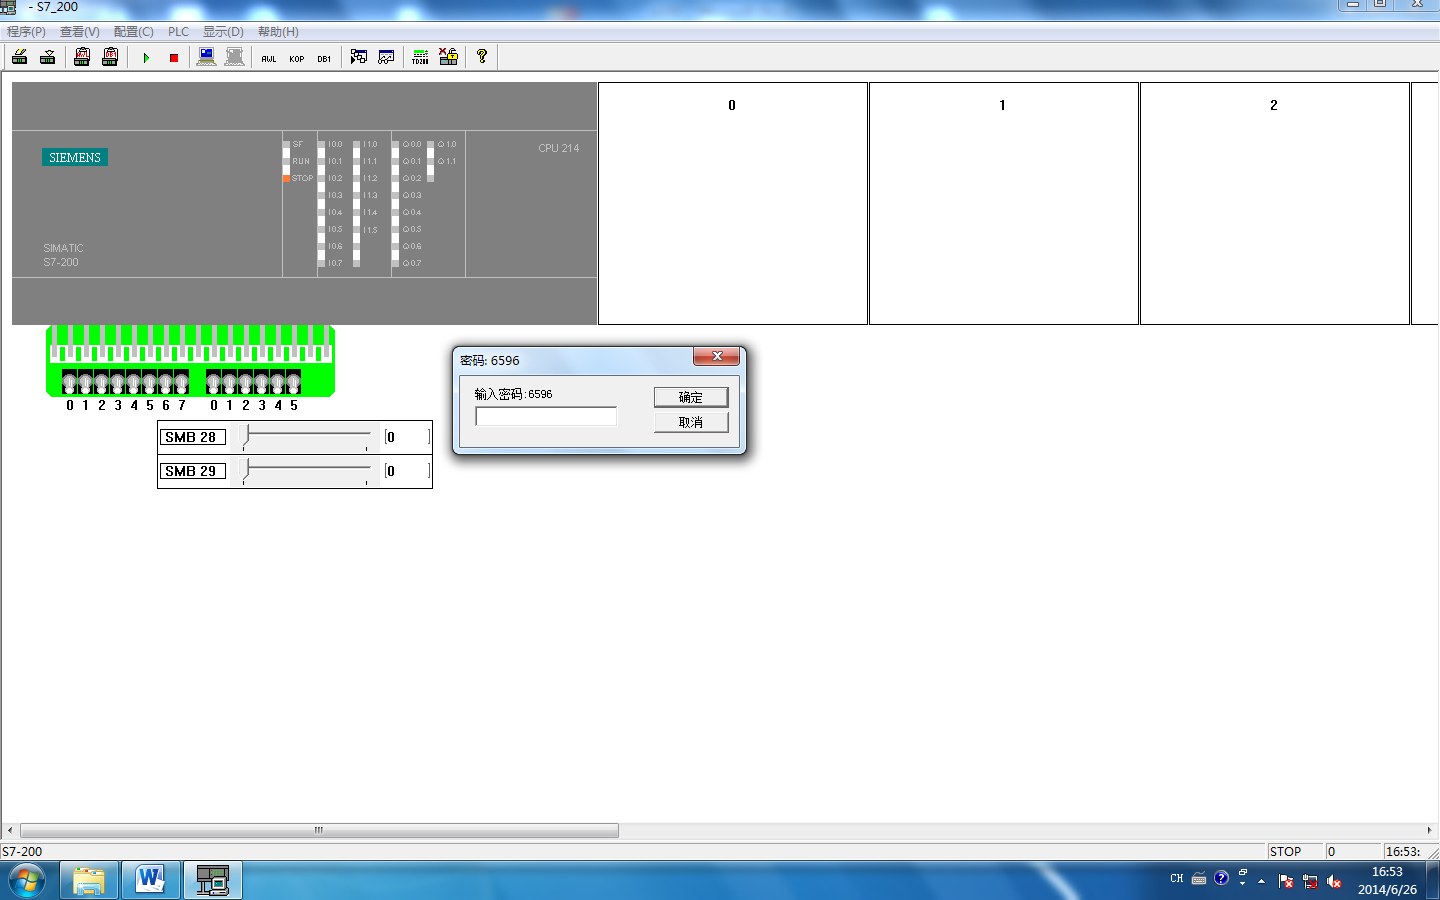 - S7_200
程序(P) 查看(V) 配置(C) PLC 显示(D) 帮助(H)
AWL KOP DB1 TD200
0 1 2
SIEMENS
SF I0.0 I1.0 Q0.0 Q1.0
CPU 214
RUN I0.1 I1.1 Q0.1 Q1.1
STOP I0.2 I1.2 Q0.2
I0.3 I1.3 Q0.3
I0.4 I1.4 Q0.4
I0.5 I1.5 Q0.5
I0.6 Q0.6
I0.7 Q0.7
SIMATIC
S7-200
密码: 6596
输入密码:6596
确定
取消
0 1 2 3 4 5 6 7 0 1 2 3 4 5
SMB 28 [0 ]
SMB 29 [0 ]
S7-200 STOP 0 16:53:
CH
16:53
2014/6/26